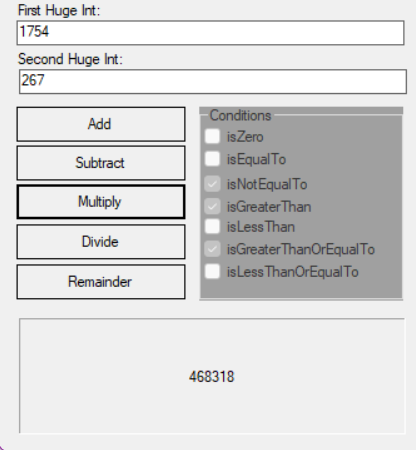 First Huge Int:
1754
Second Huge Int:
267
Add
Subtract
Multiply
Divide
Remainder
Conditions
isZero
isEqualTo
isNotEqualTo
isGreaterThan
isLessThan
isGreaterThanOrEqualTo
isLessThanOrEqualTo
468318